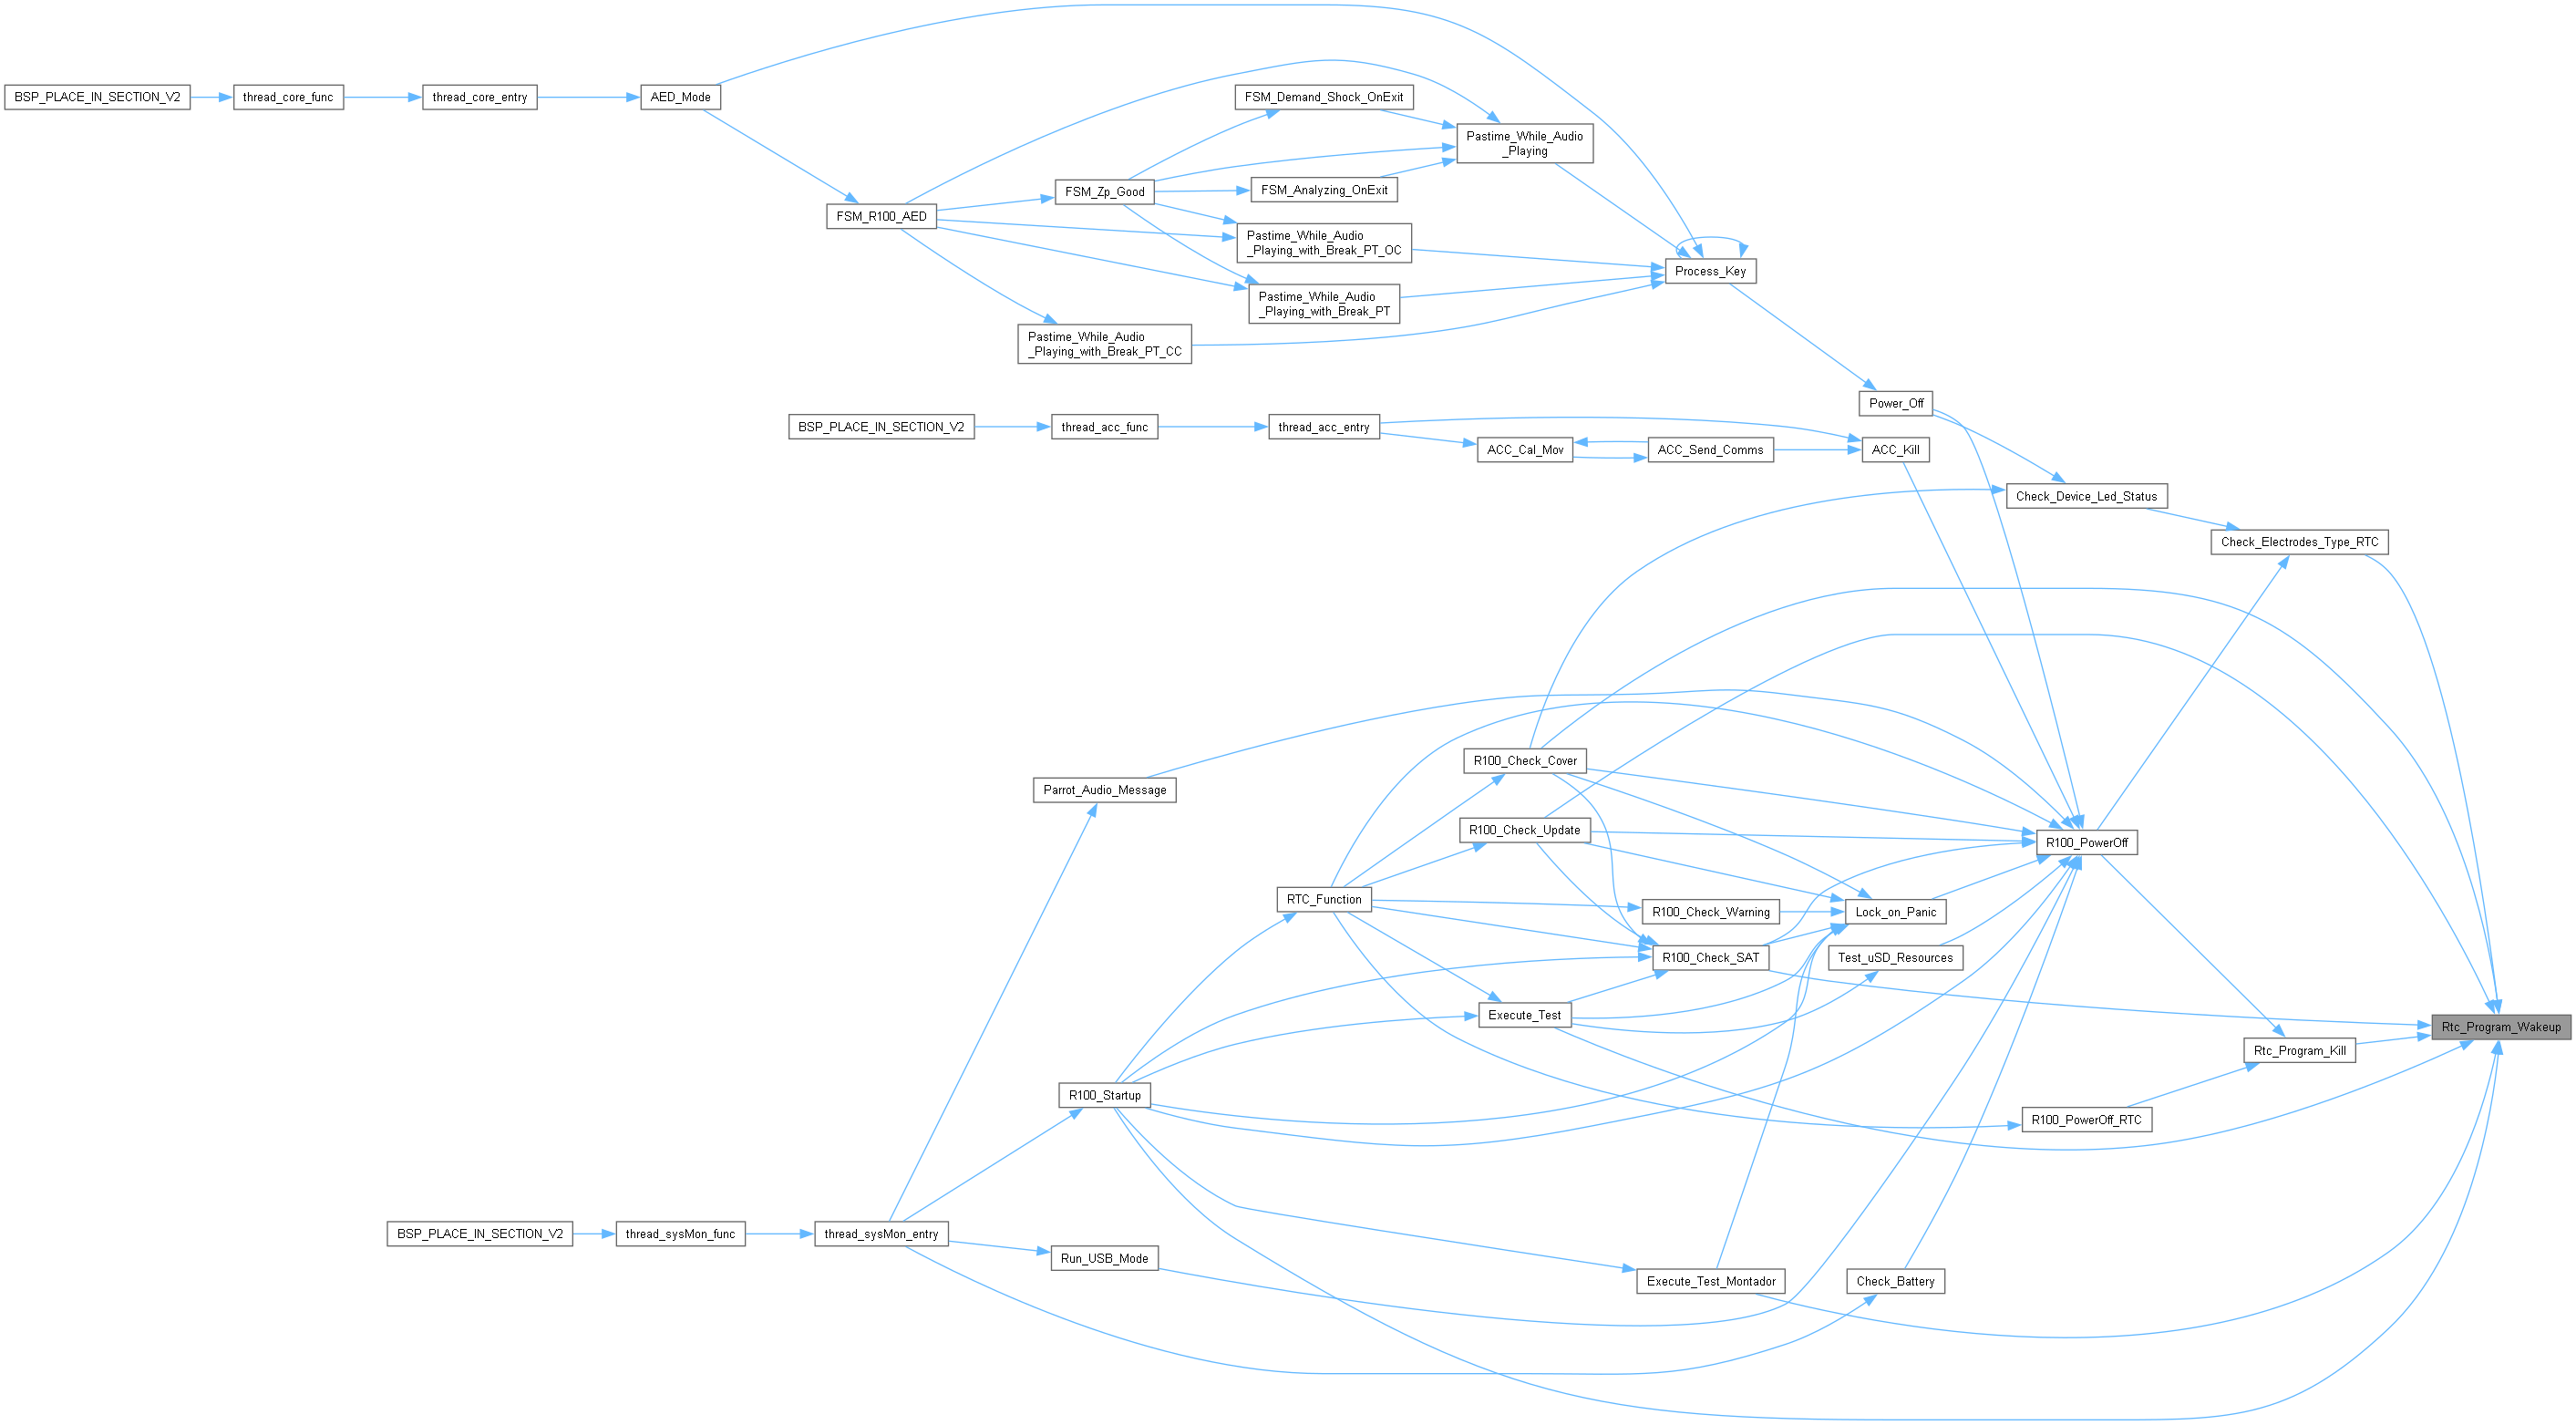 BSP_PLACE_IN_SECTION_V2
thread_core_func
thread_core_entry
AED_Mode
FSM_Demand_Shock_OnExit
Pastime_While_Audio
_Playing
FSM_Zp_Good
FSM_Analyzing_OnExit
FSM_R100_AED
Pastime_While_Audio
_Playing_with_Break_PT_OC
Process_Key
Pastime_While_Audio
_Playing_with_Break_PT
Pastime_While_Audio
_Playing_with_Break_PT_CC
Power_Off
BSP_PLACE_IN_SECTION_V2
thread_acc_func
thread_acc_entry
ACC_Cal_Mov
ACC_Send_Comms
ACC_Kill
Check_Device_Led_Status
Check_Electrodes_Type_RTC
R100_Check_Cover
Parrot_Audio_Message
R100_Check_Update
R100_PowerOff
RTC_Function
R100_Check_Warning
Lock_on_Panic
R100_Check_SAT
Test_uSD_Resources
Execute_Test
Rtc_Program_Wakeup
Rtc_Program_Kill
R100_Startup
R100_PowerOff_RTC
BSP_PLACE_IN_SECTION_V2
thread_sysMon_func
thread_sysMon_entry
Run_USB_Mode
Execute_Test_Montador
Check_Battery